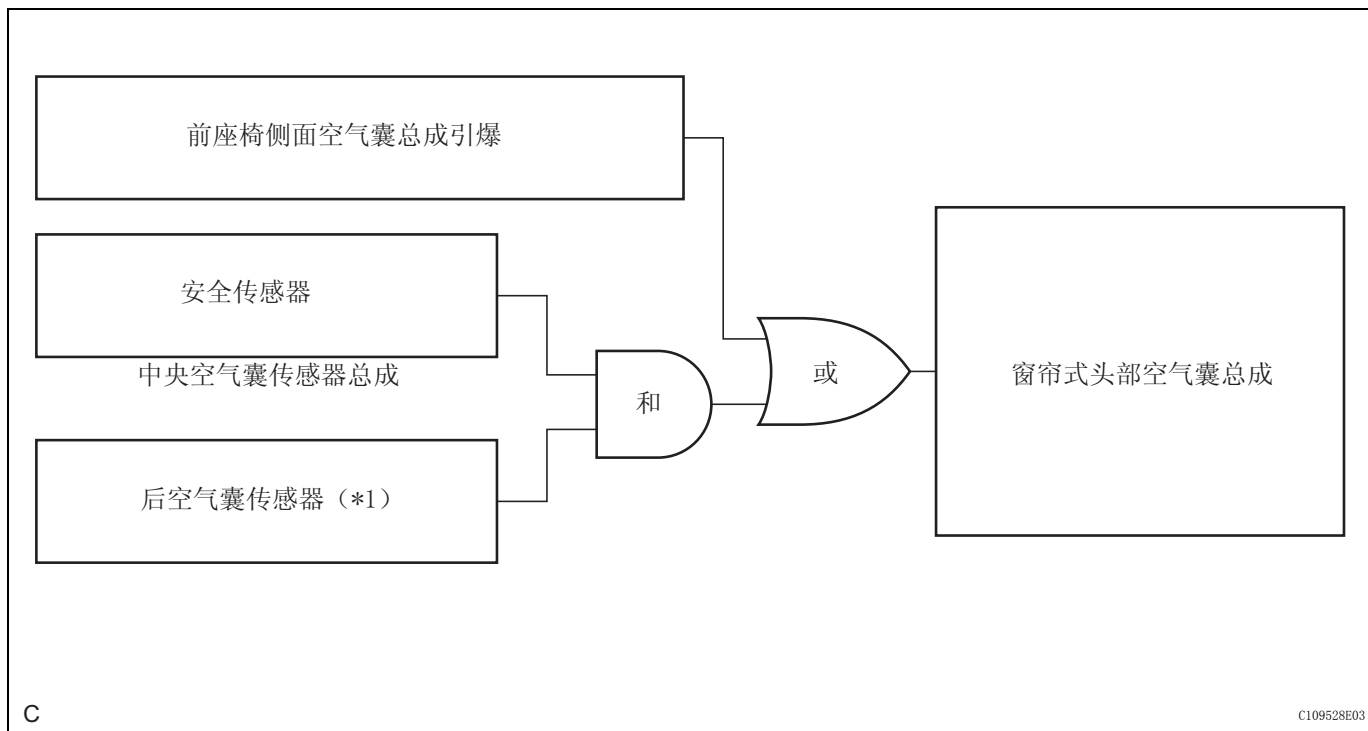 前座椅侧面空气囊总成引爆
安全传感器
中央空气囊传感器总成
后空气囊传感器（*1）
和
或
窗帘式头部空气囊总成
C
C109528E03